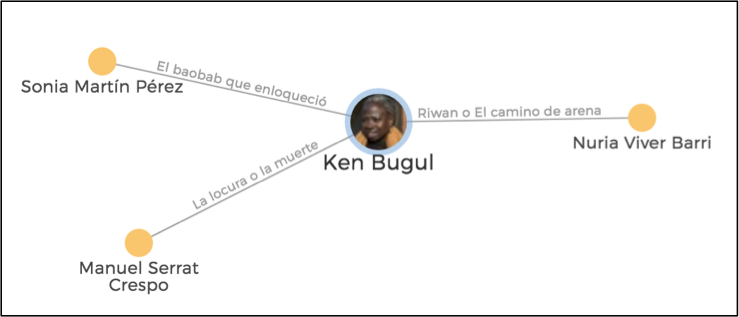 El baobab que enloqueció
Sonia Martín Pérez
Riwan o El camino de arena
Nuria Viver Barri
Ken Bugul
La locura o la muerte
Manuel Serrat
Crespo